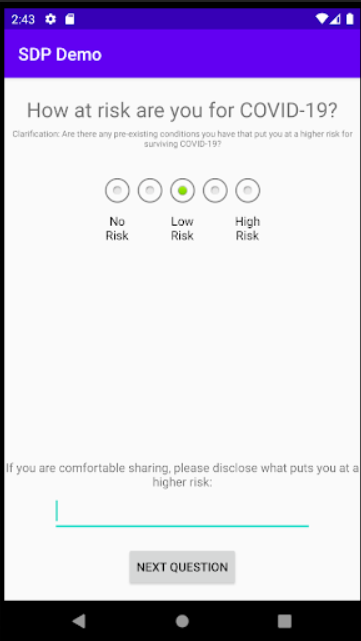 2:43
SDP Demo
How at risk are you for COVID-19?
Clarification: Are there any pre-existing conditions you have that put you at a higher risk for
surviving COVID-19?
No Low High
Risk Risk Risk
If you are comfortable sharing, please disclose what puts you at a
higher risk:
NEXT QUESTION